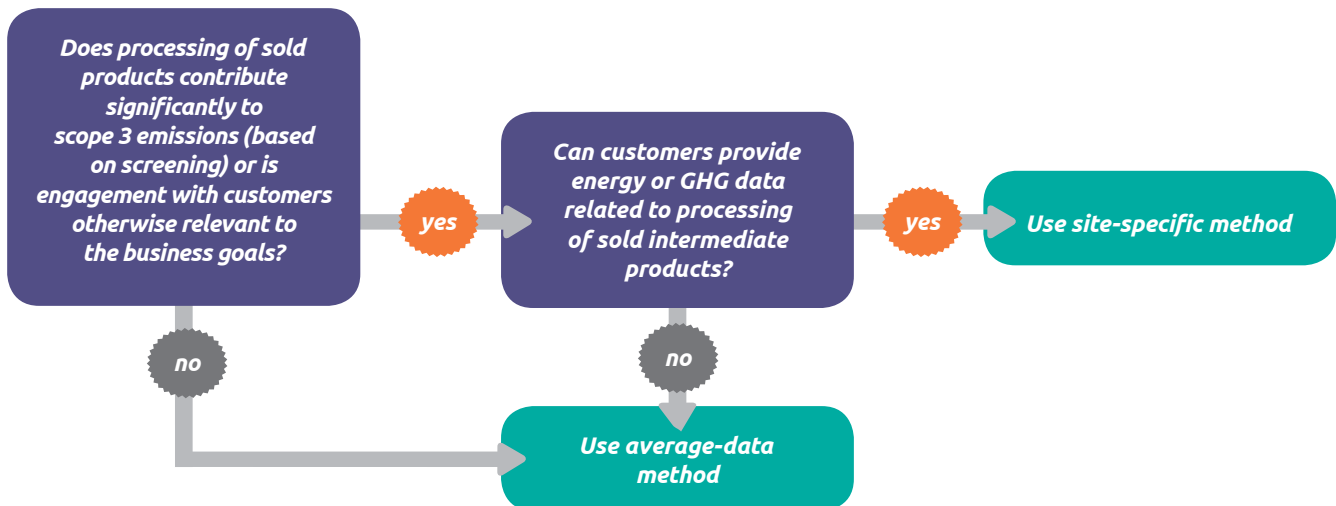 Does processing of sold
products contribute
significantly to
scope 3 emissions (based
on screening) or is
engagement with customers
otherwise relevant to
the business goals?
yes
Can customers provide
energy or GHG data
related to processing
of sold intermediate
products?
yes
Use site-specific method
no
no
Use average-data
method